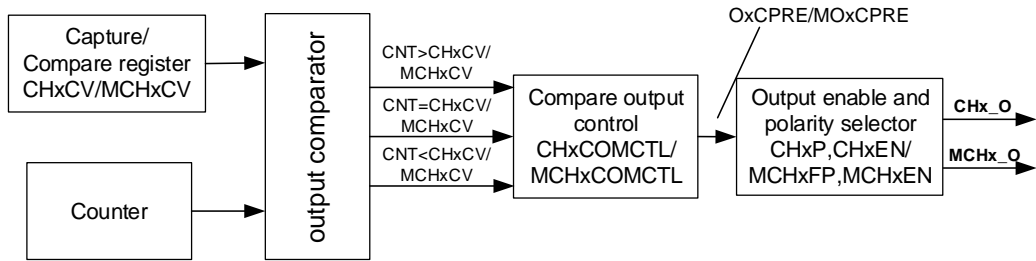 OxCPRE/MOxCPRE
Capture/
Compare register
CHxCV/MCHxCV
Counter
output comparator
CNT>CHxCV/
MCHxCV
CNT=CHxCV/
MCHxCV
CNT<CHxCV/
MCHxCV
Compare output
control
CHxCOMCTL/
MCHxCOMCTL
Output enable and
polarity selector
CHxP,CHxEN/
MCHxFP,MCHxEN
CHx_O
MCHx_O